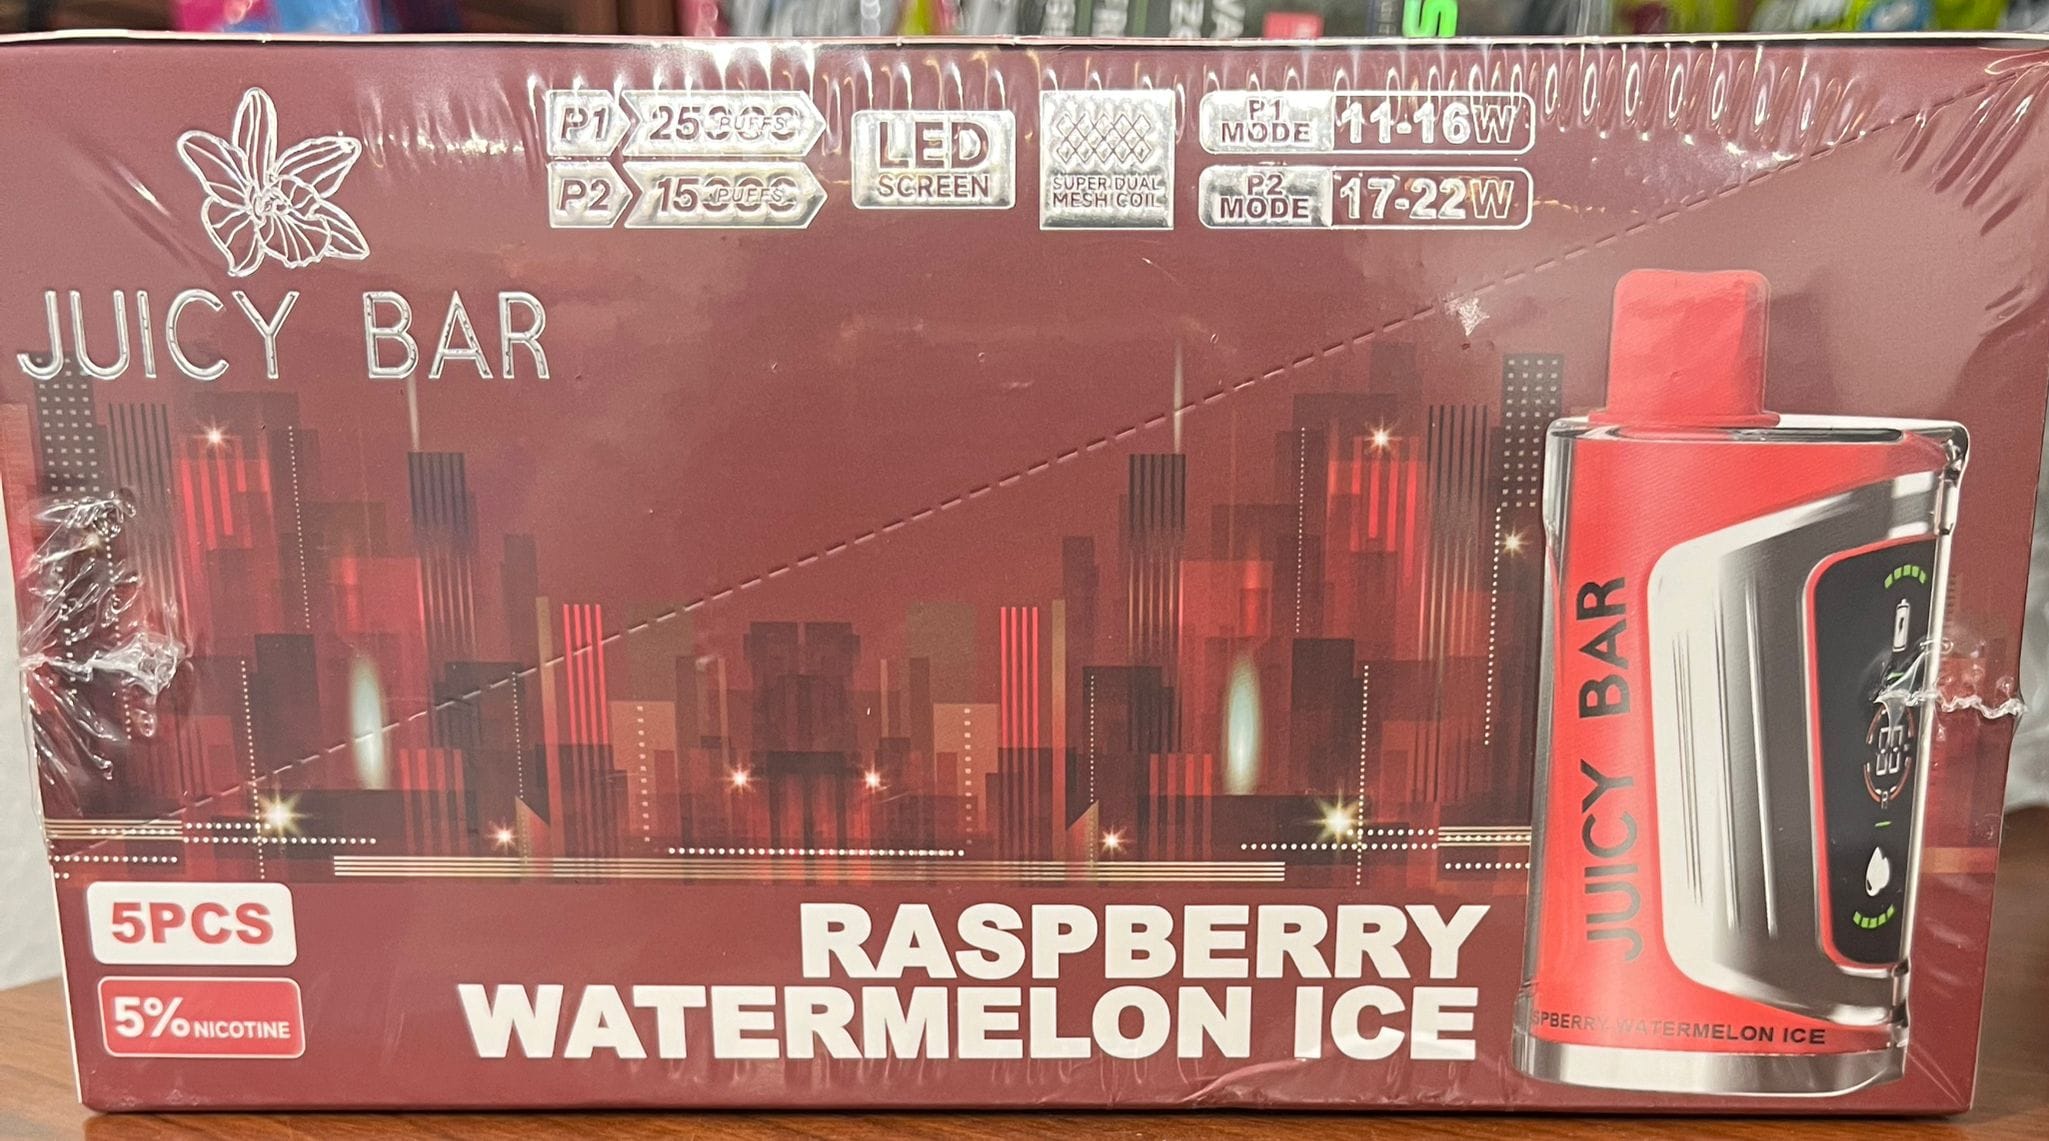 P1 25000 PUFFS
P2 15000 PUFFS
LED
SCREEN
SUPER DUAL
MESH COIL
P1
MODE 11-16W
P2
MODE 17-22W
JUICY BAR
JUICY BAR
5PCS
5% NICOTINE
RASPBERRY
WATERMELON ICE
SPBERRY WATERMELON ICE